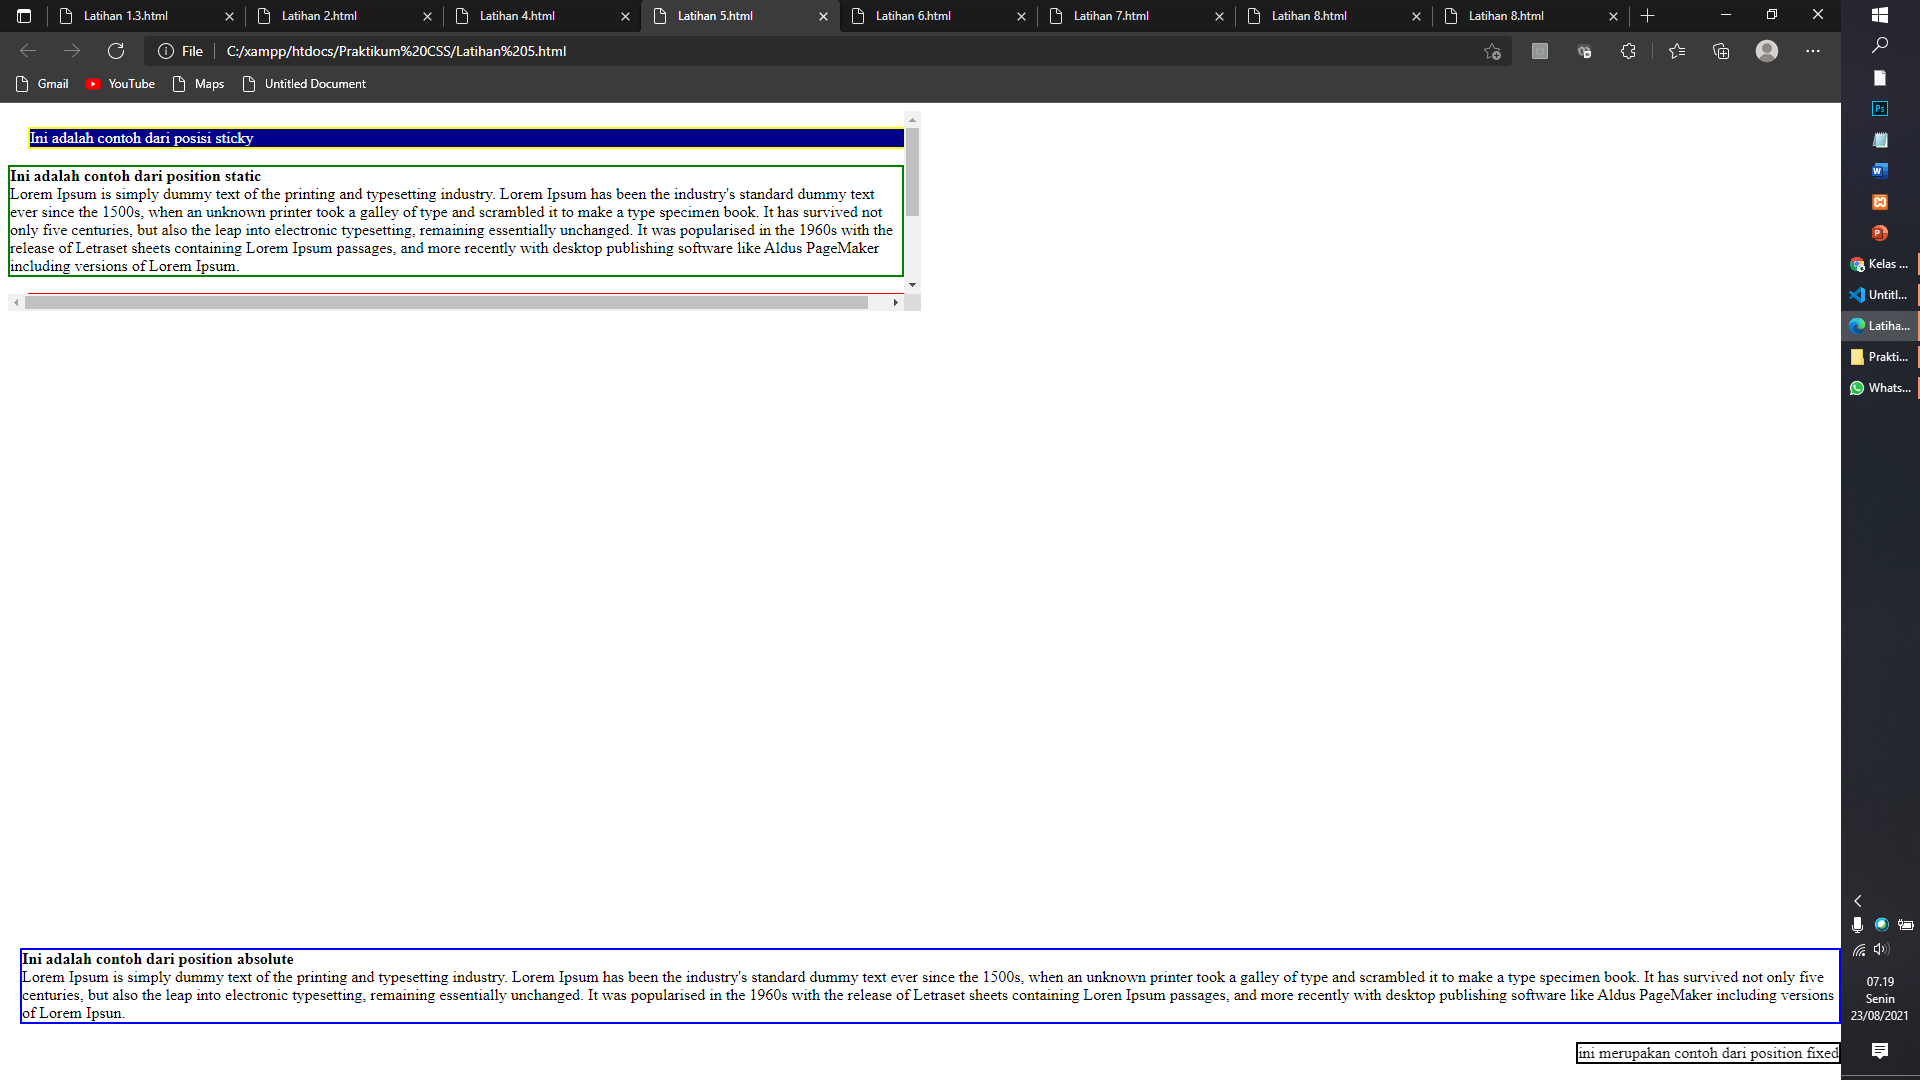 Latihan 1.3.html
Latihan 2.html
Latihan 4.html
Latihan 5.html
Latihan 6.html
Latihan 7.html
Latihan 8.html
Latihan 8.html
File
C:/xampp/htdocs/Praktikum%20CSS/Latihan%205.html
Gmail
YouTube
Maps
Untitled Document
Ini adalah contoh dari posisi sticky
Ini adalah contoh dari position static
Lorem Ipsum is simply dummy text of the printing and typesetting industry. Lorem Ipsum has been the industry's standard dummy text
ever since the 1500s, when an unknown printer took a galley of type and scrambled it to make a type specimen book. It has survived not
only five centuries, but also the leap into electronic typesetting, remaining essentially unchanged. It was popularised in the 1960s with the
release of Letraset sheets containing Lorem Ipsum passages, and more recently with desktop publishing software like Aldus PageMaker
including versions of Lorem Ipsum.
Ini adalah contoh dari position absolute
Lorem Ipsum is simply dummy text of the printing and typesetting industry. Lorem Ipsum has been the industry's standard dummy text ever since the 1500s, when an unknown printer took a galley of type and scrambled it to make a type specimen book. It has survived not only five
centuries, but also the leap into electronic typesetting, remaining essentially unchanged. It was popularised in the 1960s with the release of Letraset sheets containing Loren Ipsum passages, and more recently with desktop publishing software like Aldus PageMaker including versions
of Lorem Ipsun.
ini merupakan contoh dari position fixed
Ps
W
P
Kelas ...
Untitl...
Latiha...
Prakti...
Whats...
07.19
Senin
23/08/2021